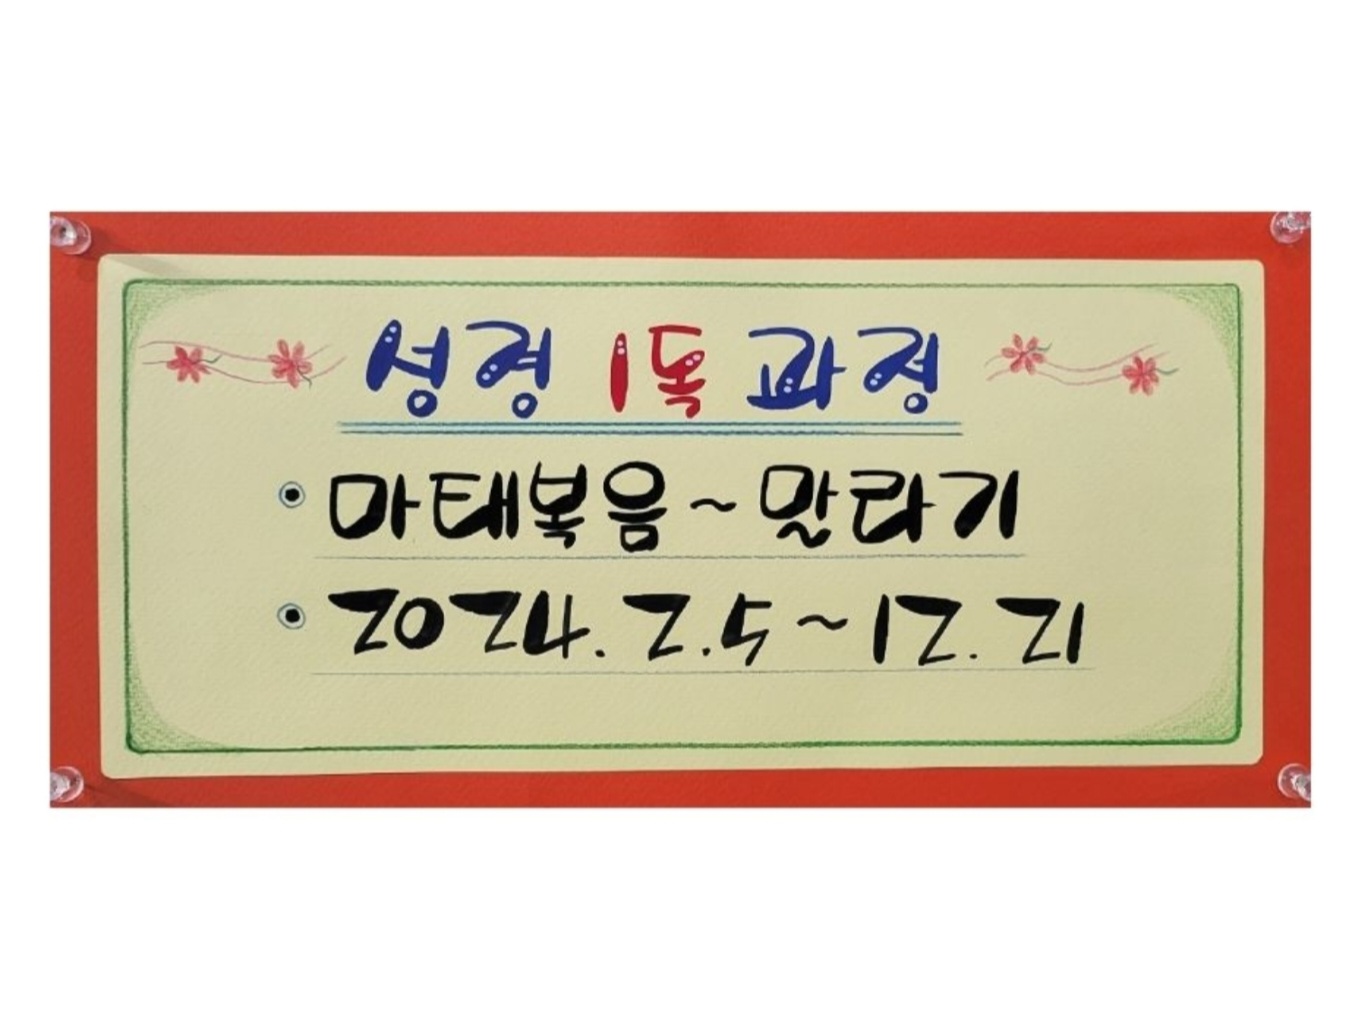 성경 1독 과정
• 마태복음~말라기
• 2024. 2.5~12. 21